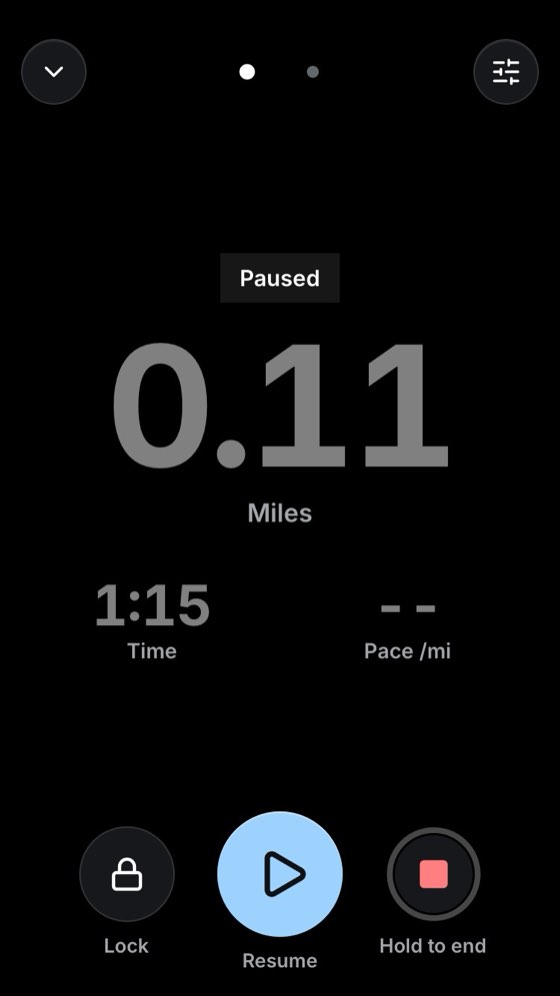 Paused
0.11
Miles
1:15
Time
--
Pace /mi
Lock
Resume
Hold to end